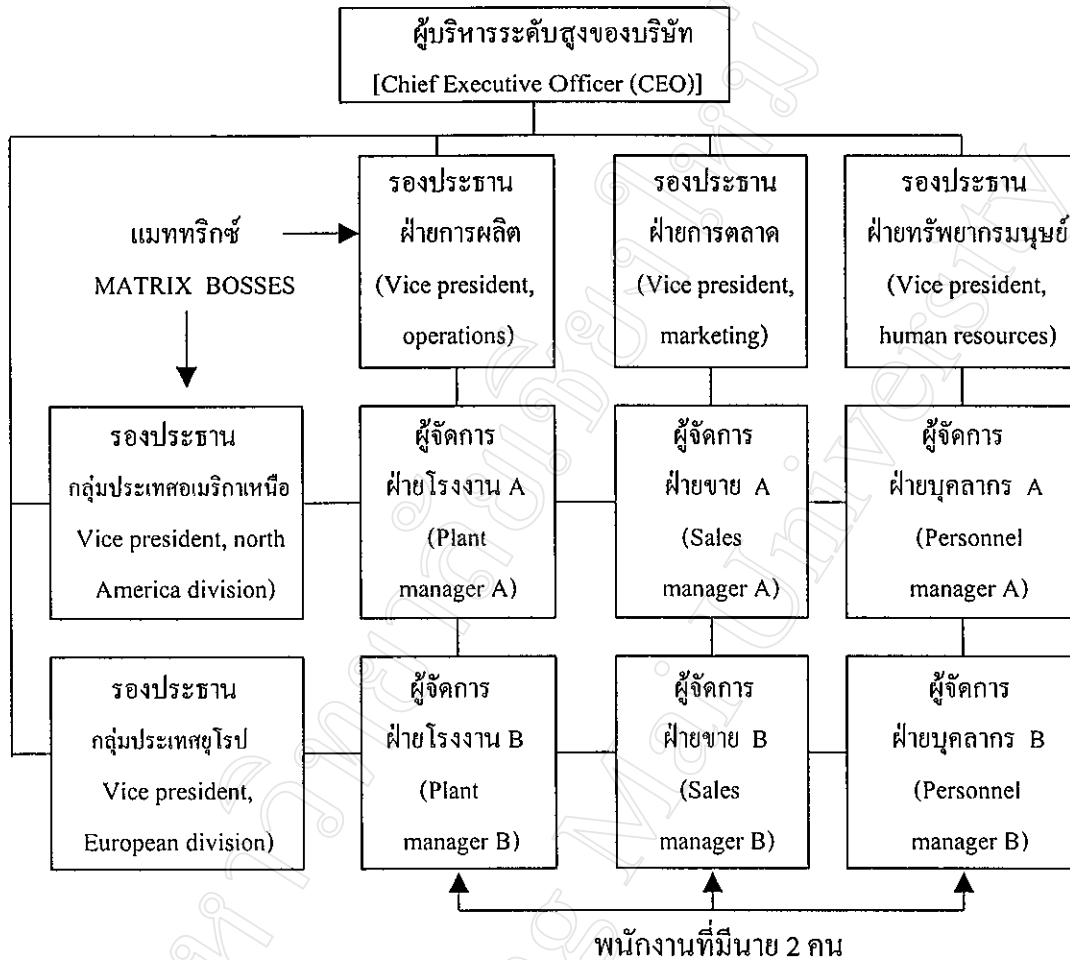 ผู้บริหารระดับสูงของบริษัท
[Chief Executive Officer (CEO)]
รองประธาน
ฝ่ายการผลิต
(Vice president,
operations)
รองประธาน
ฝ่ายการตลาด
(Vice president,
marketing)
รองประธาน
ฝ่ายทรัพยากรมนุษย์
(Vice president,
human resources)
แมททริกซ์
MATRIX BOSSES
รองประธาน
กลุ่มประเทศอเมริกาเหนือ
Vice president, north
America division)
ผู้จัดการ
ฝ่ายโรงงาน A
(Plant
manager A)
ผู้จัดการ
ฝ่ายขาย A
(Sales
manager A)
ผู้จัดการ
ฝ่ายบุคลากร A
(Personnel
manager A)
รองประธาน
กลุ่มประเทศยุโรป
Vice president,
European division)
ผู้จัดการ
ฝ่ายโรงงาน B
(Plant
manager B)
ผู้จัดการ
ฝ่ายขาย B
(Sales
manager B)
ผู้จัดการ
ฝ่ายบุคลากร B
(Personnel
manager B)
พนักงานที่มีนาย 2 คน
Mai University